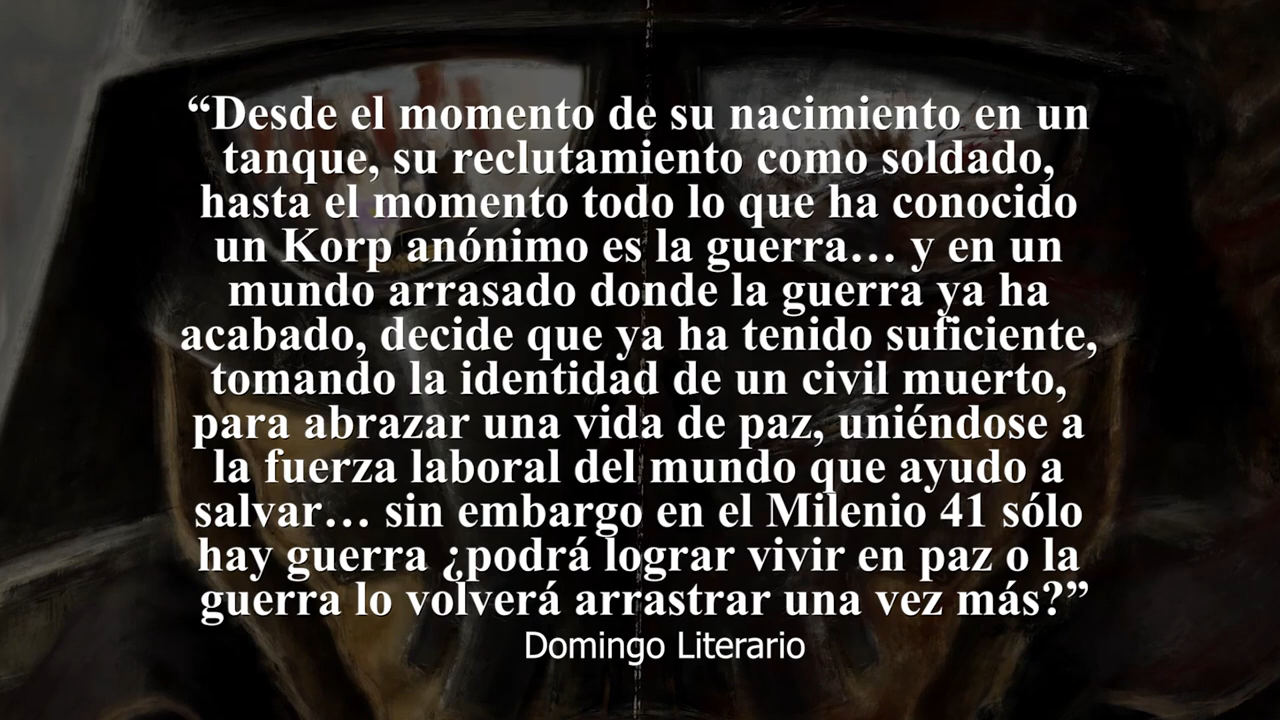 “Desde el momento de su nacimiento en un
tanque, su reclutamiento como soldado,
hasta el momento todo lo que ha conocido
un Korp anónimo es la guerra… y en un
mundo arrasado donde la guerra ya ha
acabado, decide que ya ha tenido suficiente,
tomando la identidad de un civil muerto,
para abrazar una vida de paz, uniéndose a
la fuerza laboral del mundo que ayudo a
salvar… sin embargo en el Milenio 41 sólo
hay guerra ¿podrá lograr vivir en paz o la
guerra lo volverá arrastrar una vez más?”
Domingo Literario